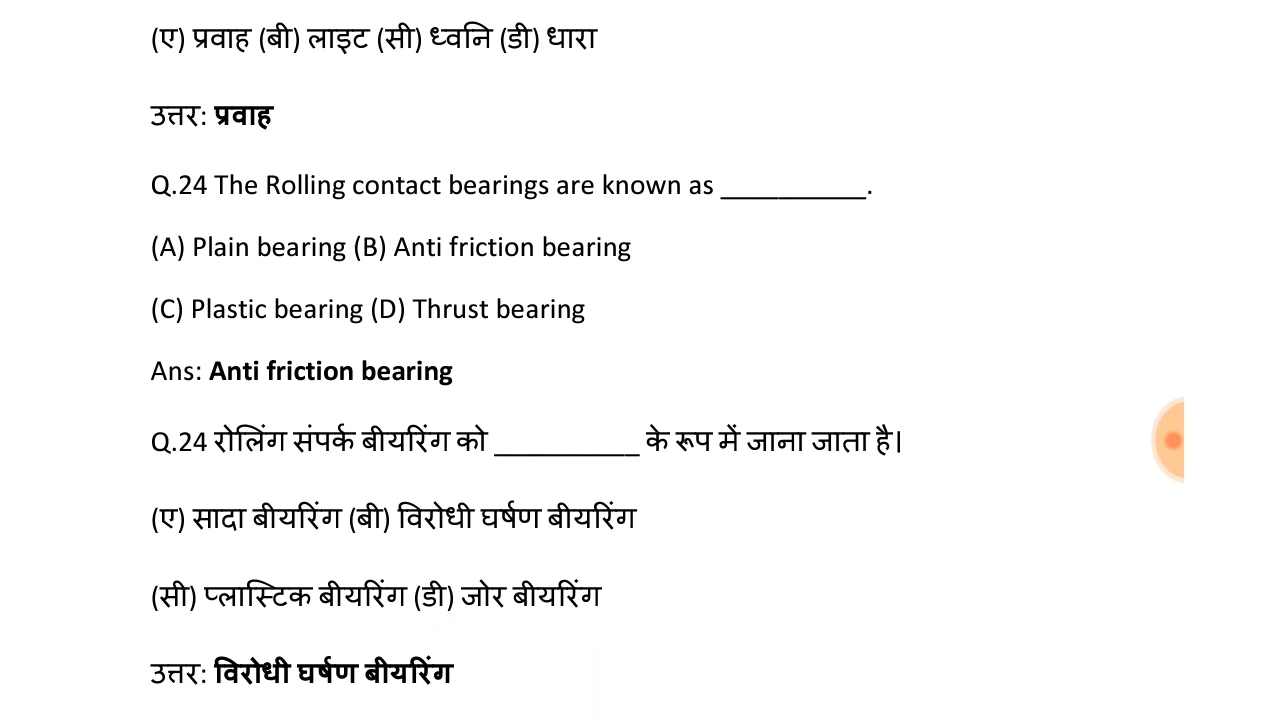 (ए) प्रवाह (बी) लाइट (सी) ध्वनि (डी) धारा
उत्तर: प्रवाह
Q.24 The Rolling contact bearings are known as __________.
(A) Plain bearing (B) Anti friction bearing
(C) Plastic bearing (D) Thrust bearing
Ans: Anti friction bearing
Q.24 रोलिंग संपर्क बीयरिंग को __________ के रूप में जाना जाता है।
(ए) सादा बीयरिंग (बी) विरोधी घर्षण बीयरिंग
(सी) प्लास्टिक बीयरिंग (डी) जोर बीयरिंग
उत्तर: विरोधी घर्षण बीयरिंग